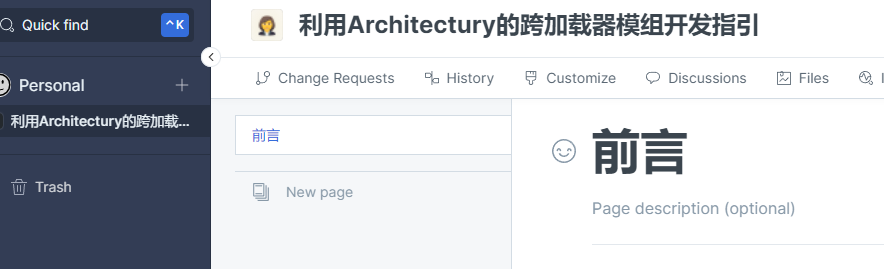 Quick find
^K
Personal
利用Architectury的跨加载...
Trash
利用Architectury的跨加载器模组开发指引
Change Requests
History
Customize
Discussions
Files
前言
New page
前言
Page description (optional)